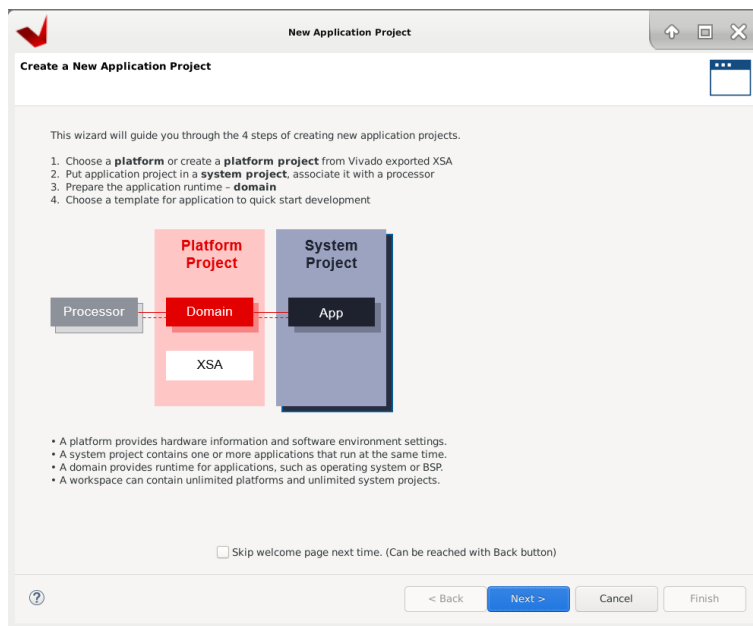 New Application Project
Create a New Application Project
This wizard will guide you through the 4 steps of creating new application projects.
1. Choose a platform or create a platform project from Vivado exported XSA
2. Put application project in a system project, associate it with a processor
3. Prepare the application runtime – domain
4. Choose a template for application to quick start development
Platform
Project
System
Project
Processor
Domain
App
XSA
• A platform provides hardware information and software environment settings.
• A system project contains one or more applications that run at the same time.
• A domain provides runtime for applications, such as operating system or BSP.
• A workspace can contain unlimited platforms and unlimited system projects.
Skip welcome page next time. (Can be reached with Back button)
?
< Back
Next >
Cancel
Finish